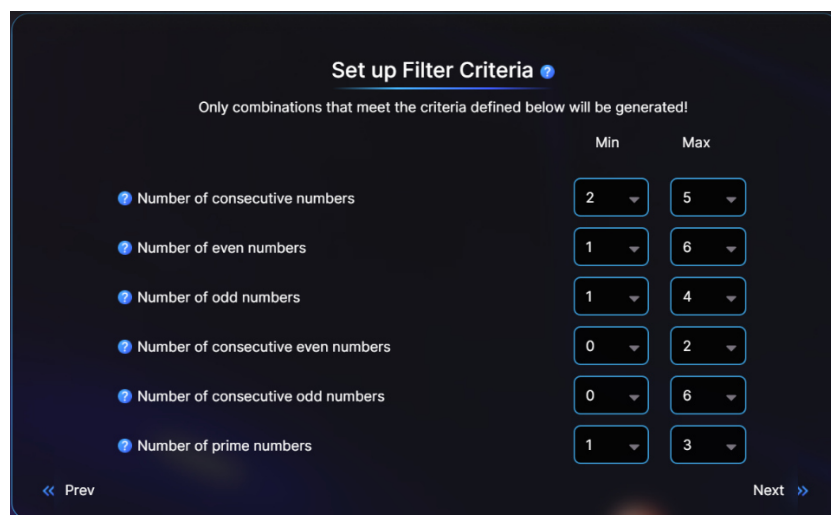 Set up Filter Criteria ?
Only combinations that meet the criteria defined below will be generated!
Min Max
? Number of consecutive numbers 2 5
? Number of even numbers 1 6
? Number of odd numbers 1 4
? Number of consecutive even numbers 0 2
? Number of consecutive odd numbers 0 6
? Number of prime numbers 1 3
« Prev Next »